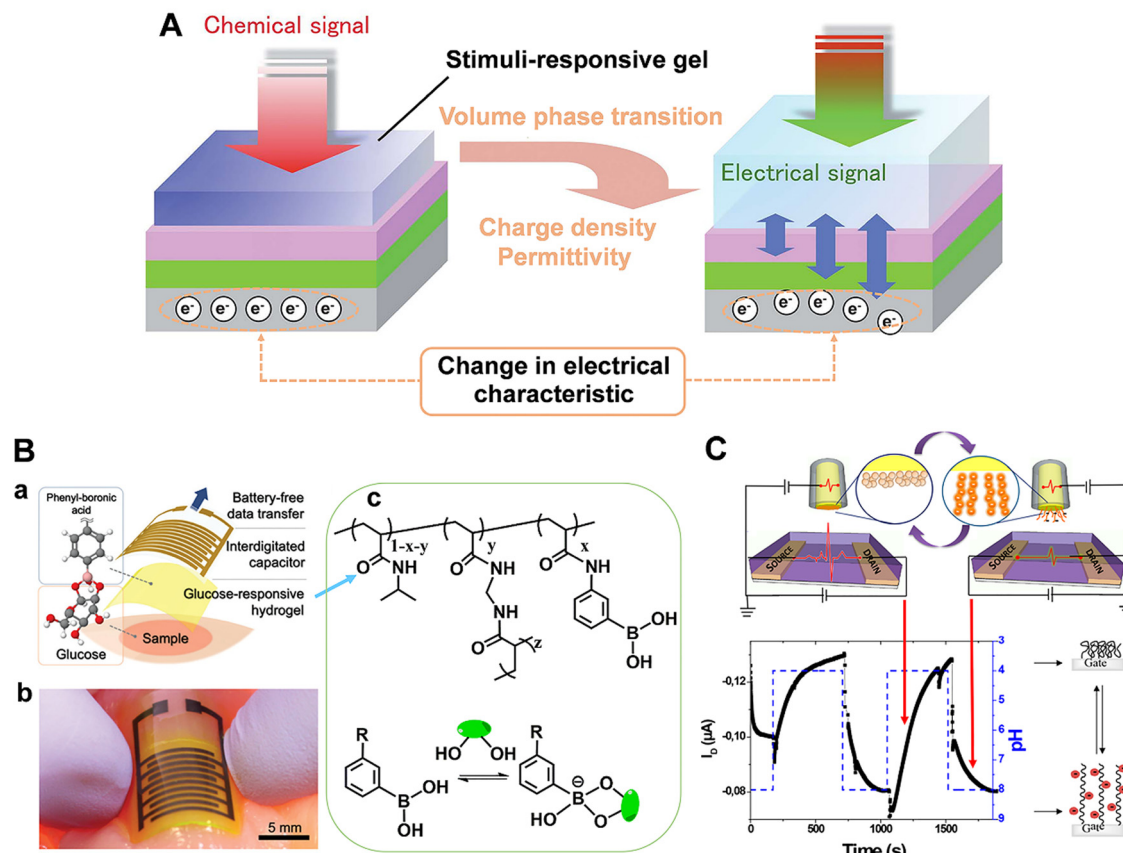 A
Chemical signal
Stimuli-responsive gel
Volume phase transition
Charge density
Permittivity
Electrical signal
e⁻ e⁻ e⁻ e⁻ e⁻
e⁻ e⁻ e⁻ e⁻ e⁻
Change in electrical
characteristic
B
a
Phenyl-boronic
acid
Glucose
Battery-free
data transfer
Interdigitated
capacitor
Glucose-responsive
hydrogel
Sample
b
5 mm
c
1-x-y
y
x
O
NH
O
NH
NH
O
z
O
NH
B
OH
OH
R
B
OH
OH
HO
OH
R
⊖
B
O
O
HO
C
SOURCE
DRAIN
SOURCE
DRAIN
I_D (μA)
-0,12
-0,10
-0,08
0
500
1000
1500
Time (s)
3
4
5
6
7
8
9
pH
Gate
Gate